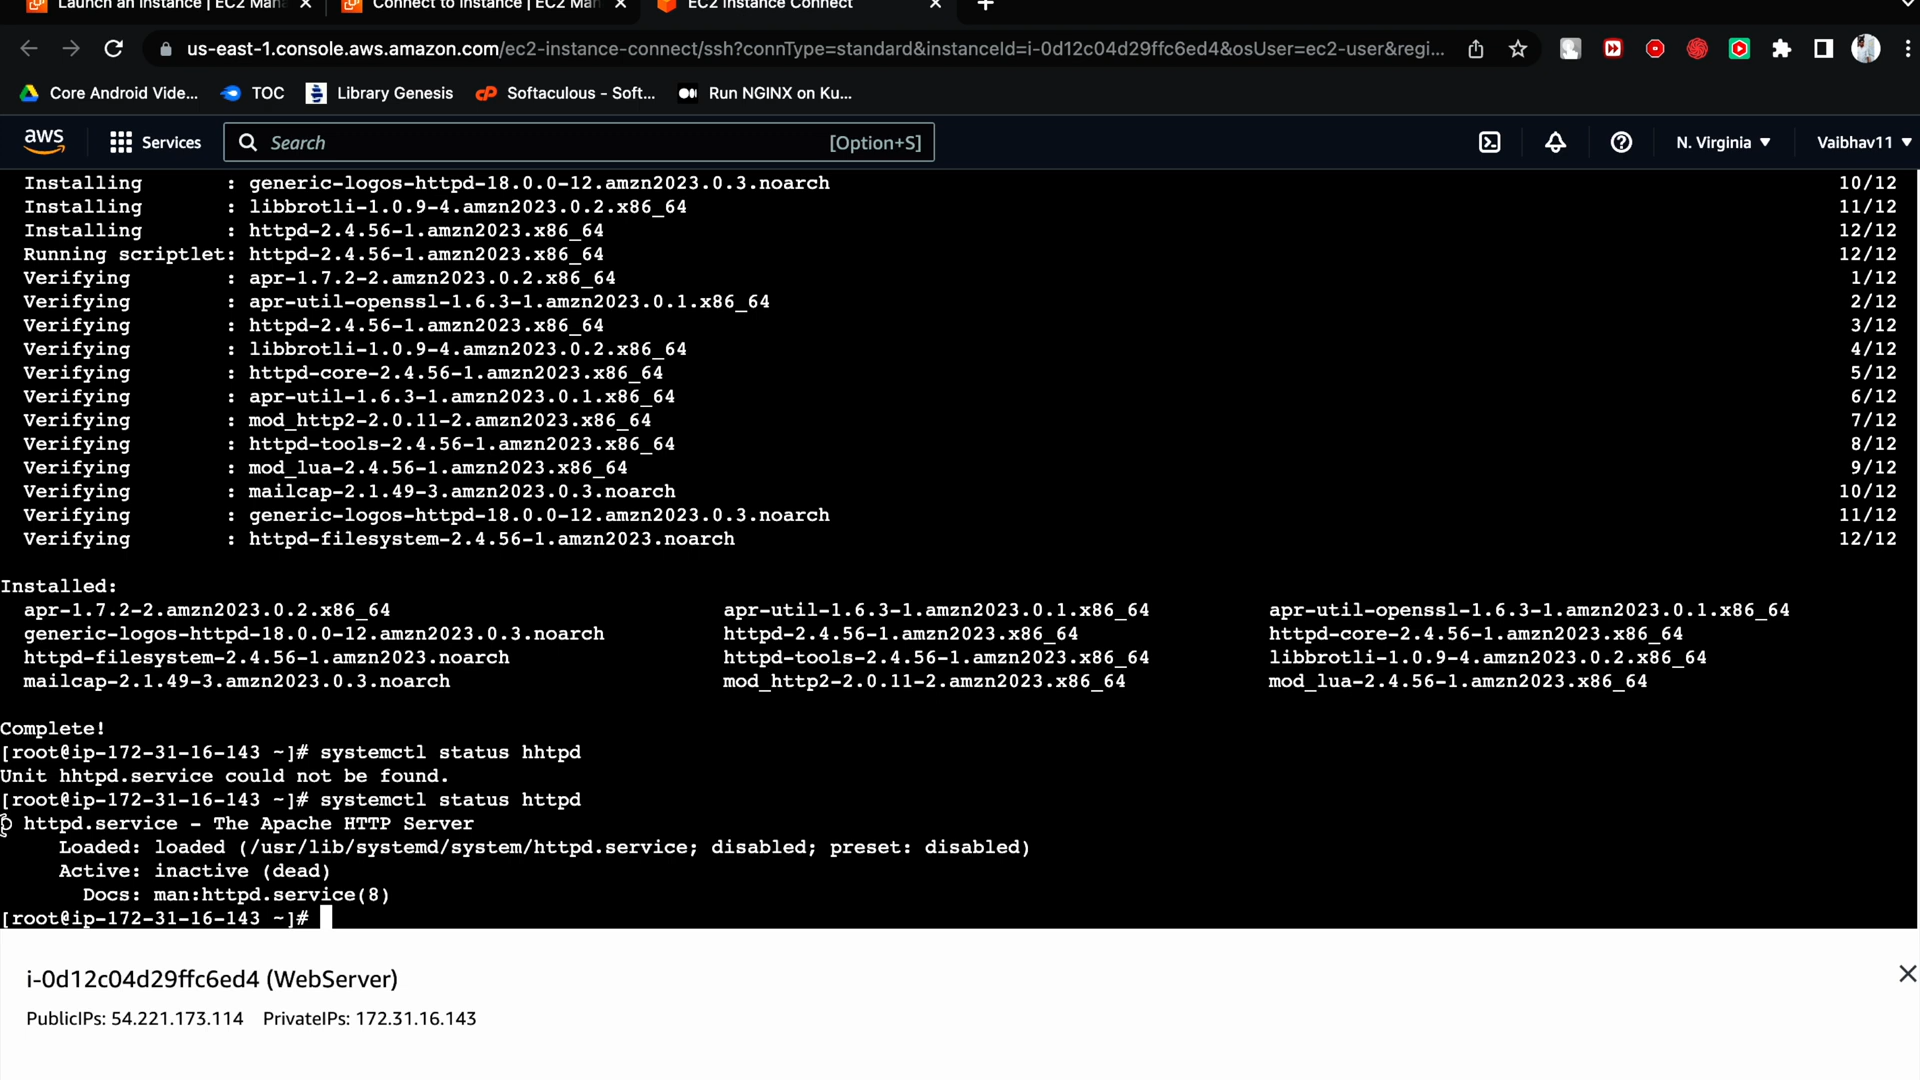 Launch an instance | EC2 Mana
Connect to instance | EC2 Man
EC2 Instance Connect
us-east-1.console.aws.amazon.com/ec2-instance-connect/ssh?connType=standard&instanceId=i-0d12c04d29ffc6ed4&osUser=ec2-user&regi...
Core Android Vide...
TOC
Library Genesis
Softaculous - Soft...
Run NGINX on Ku...
aws
Services
Search
[Option+S]
N. Virginia
Vaibhav11
Installing : generic-logos-httpd-18.0.0-12.amzn2023.0.3.noarch 10/12
Installing : libbrotli-1.0.9-4.amzn2023.0.2.x86_64 11/12
Installing : httpd-2.4.56-1.amzn2023.x86_64 12/12
Running scriptlet: httpd-2.4.56-1.amzn2023.x86_64 12/12
Verifying : apr-1.7.2-2.amzn2023.0.2.x86_64 1/12
Verifying : apr-util-openssl-1.6.3-1.amzn2023.0.1.x86_64 2/12
Verifying : httpd-2.4.56-1.amzn2023.x86_64 3/12
Verifying : libbrotli-1.0.9-4.amzn2023.0.2.x86_64 4/12
Verifying : httpd-core-2.4.56-1.amzn2023.x86_64 5/12
Verifying : apr-util-1.6.3-1.amzn2023.0.1.x86_64 6/12
Verifying : mod_http2-2.0.11-2.amzn2023.x86_64 7/12
Verifying : httpd-tools-2.4.56-1.amzn2023.x86_64 8/12
Verifying : mod_lua-2.4.56-1.amzn2023.x86_64 9/12
Verifying : mailcap-2.1.49-3.amzn2023.0.3.noarch 10/12
Verifying : generic-logos-httpd-18.0.0-12.amzn2023.0.3.noarch 11/12
Verifying : httpd-filesystem-2.4.56-1.amzn2023.noarch 12/12
Installed:
apr-1.7.2-2.amzn2023.0.2.x86_64 apr-util-1.6.3-1.amzn2023.0.1.x86_64 apr-util-openssl-1.6.3-1.amzn2023.0.1.x86_64
generic-logos-httpd-18.0.0-12.amzn2023.0.3.noarch httpd-2.4.56-1.amzn2023.x86_64 httpd-core-2.4.56-1.amzn2023.x86_64
httpd-filesystem-2.4.56-1.amzn2023.noarch httpd-tools-2.4.56-1.amzn2023.x86_64 libbrotli-1.0.9-4.amzn2023.0.2.x86_64
mailcap-2.1.49-3.amzn2023.0.3.noarch mod_http2-2.0.11-2.amzn2023.x86_64 mod_lua-2.4.56-1.amzn2023.x86_64
Complete!
[root@ip-172-31-16-143 ~]# systemctl status hhtpd
Unit hhtpd.service could not be found.
[root@ip-172-31-16-143 ~]# systemctl status httpd
○ httpd.service - The Apache HTTP Server
Loaded: loaded (/usr/lib/systemd/system/httpd.service; disabled; preset: disabled)
Active: inactive (dead)
Docs: man:httpd.service(8)
[root@ip-172-31-16-143 ~]#
i-0d12c04d29ffc6ed4 (WebServer)
PublicIPs: 54.221.173.114 PrivateIPs: 172.31.16.143